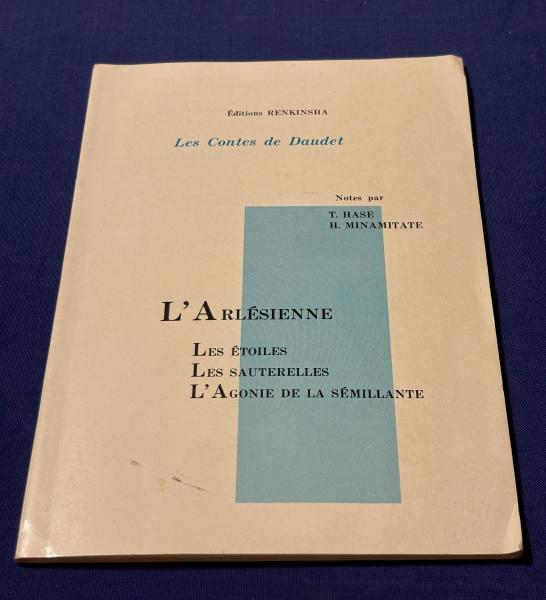 Éditions RENKINSHA
Les Contes de Daudet
Notes par
T. HASE
H. MINAMITATE
L'ARLÉSIENNE
LES ÉTOILES
LES SAUTERELLES
L'AGONIE DE LA SÉMILLANTE